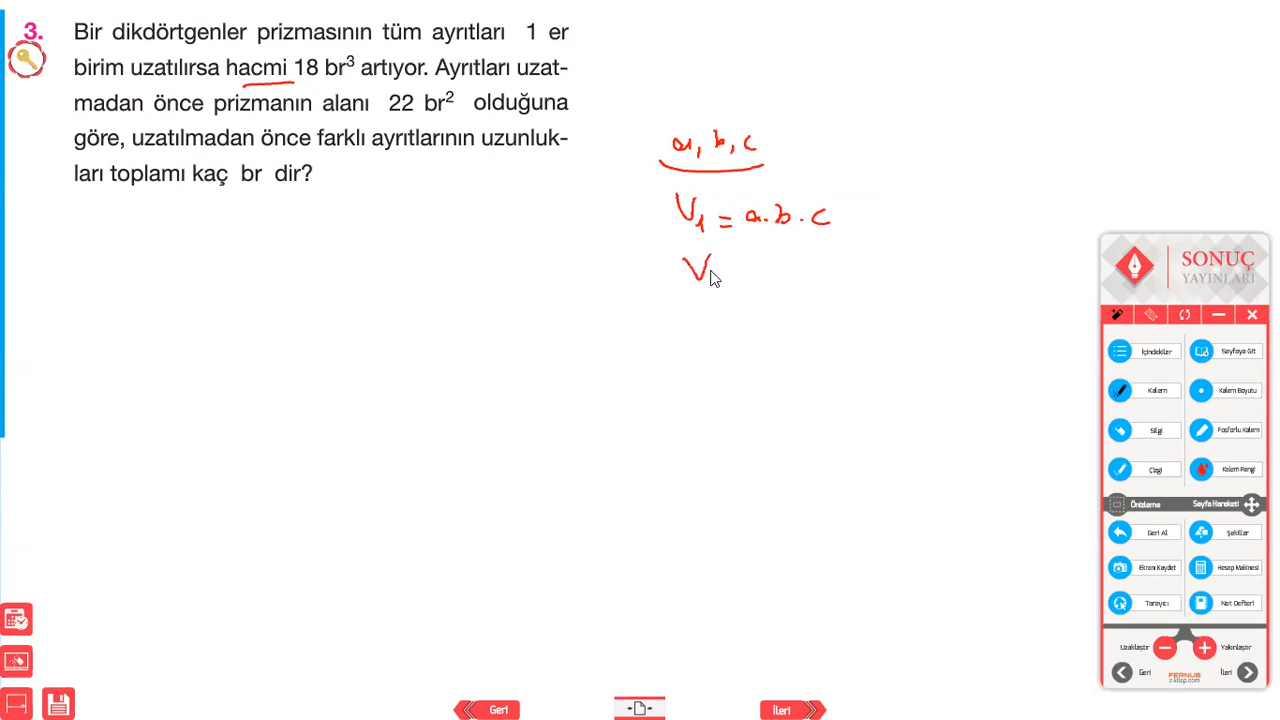 3.
Bir dikdörtgenler prizmasının tüm ayrıtları 1 er
birim uzatılırsa hacmi 18 br³ artıyor. Ayrıtları uzat-
madan önce prizmanın alanı 22 br² olduğuna
göre, uzatılmadan önce farklı ayrıtlarının uzunluk-
ları toplamı kaç br dir?
a, b, c
V₁ = a.b.c
V
SONUÇ
YAYINLARI
İçindekiler
Sayfaya Git
Kalem
Kalem Boyutu
Silgi
Fosforlu Kalem
Çizgi
Kalem Rengi
Önizleme
Sayfa Hareketi
Geri Al
Şekiller
Ekranı Kaydet
Hesap Makinesi
Tarayıcı
Not Defteri
Uzaklaştır
Yakınlaştır
Geri
FERNUS
z-kitap.com
İleri
Geri
İleri